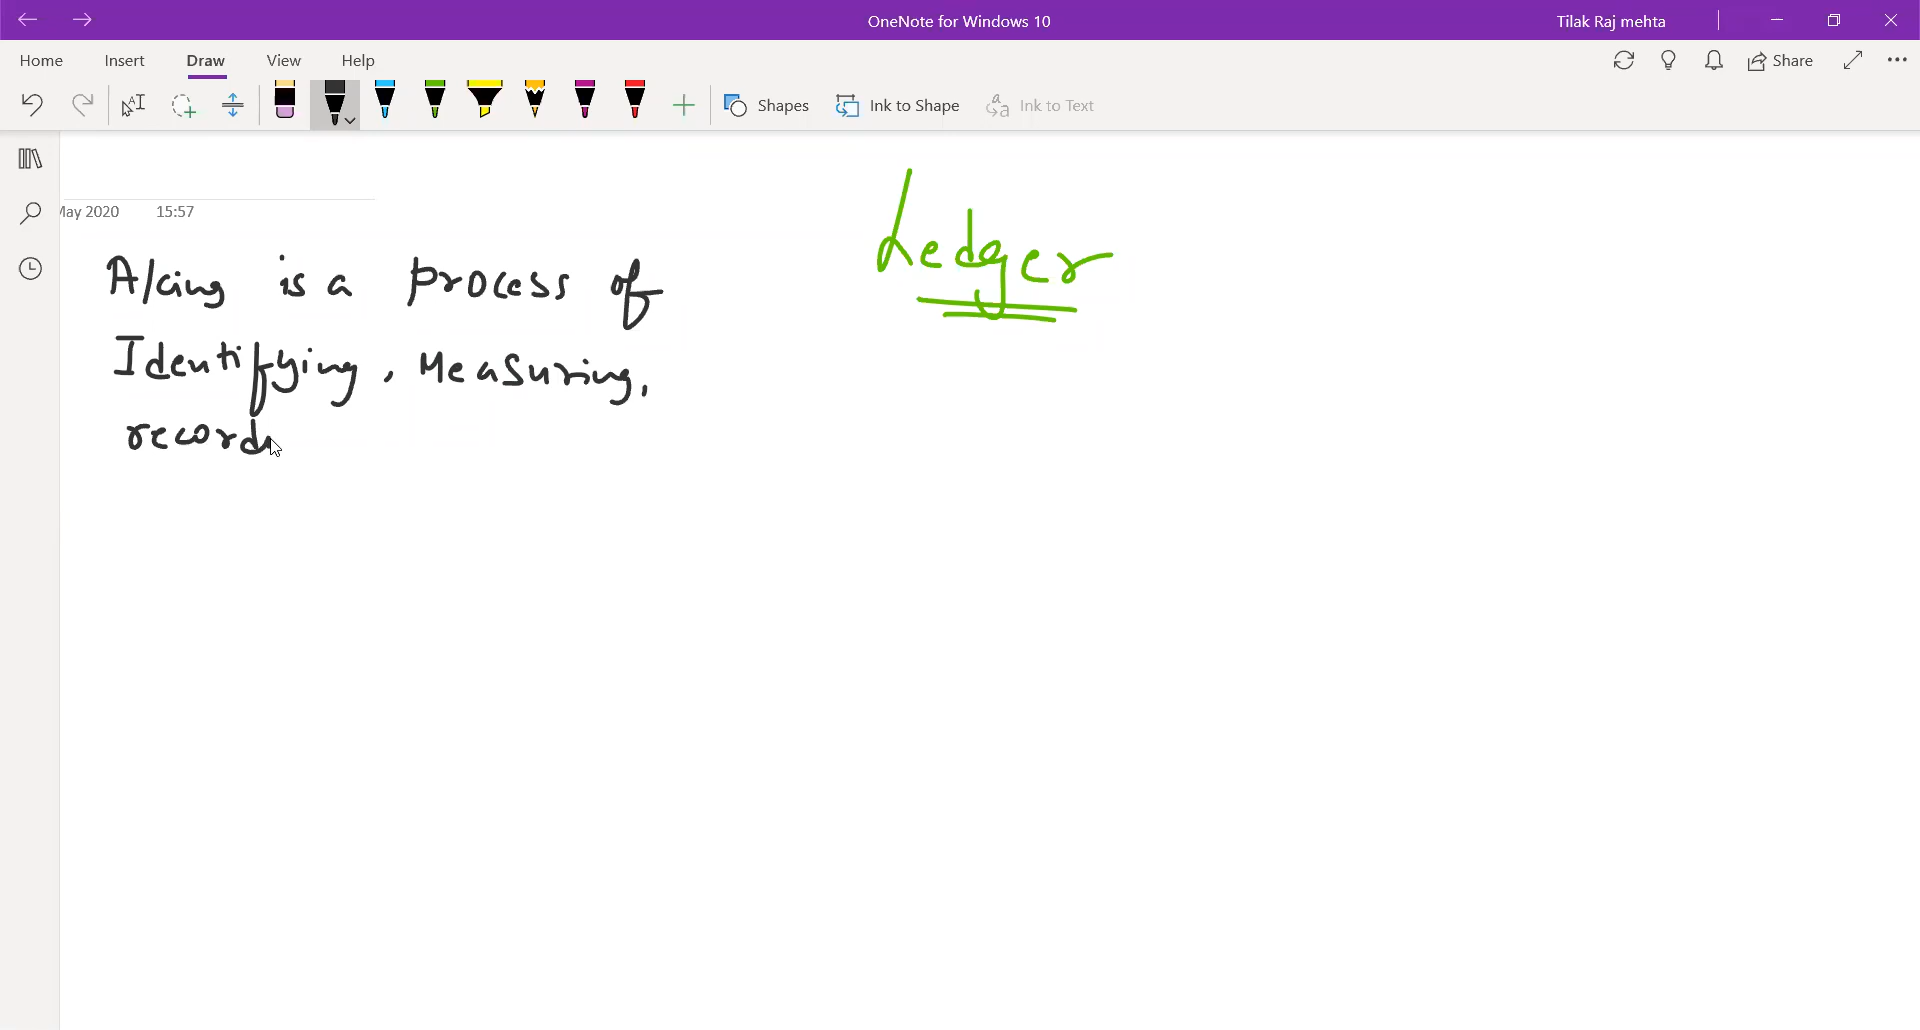 OneNote for Windows 10
Tilak Raj mehta
Home Insert Draw View Help
Share
Shapes Ink to Shape Ink to Text
May 2020 15:57
Ledger
A/cing is a process of
Identifying, Measuring,
record